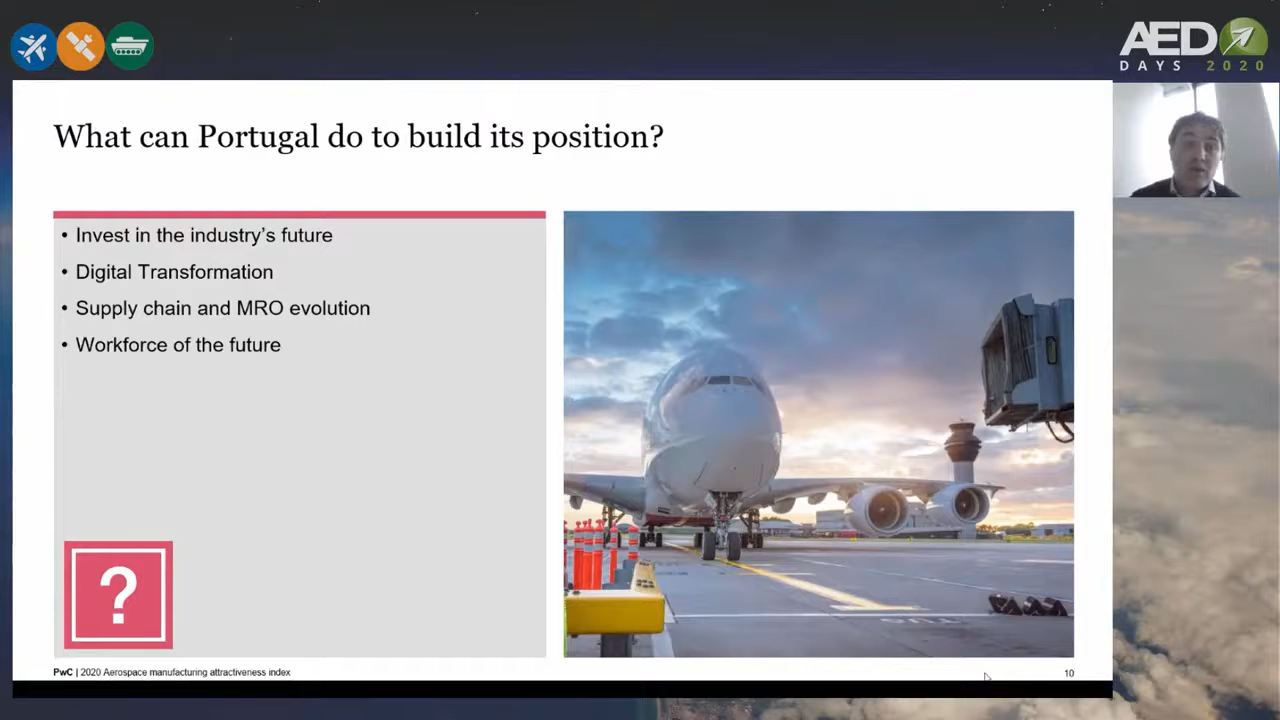 AED
DAYS 2020
What can Portugal do to build its position?
• Invest in the industry's future
• Digital Transformation
• Supply chain and MRO evolution
• Workforce of the future
?
PwC | 2020 Aerospace manufacturing attractiveness index
10